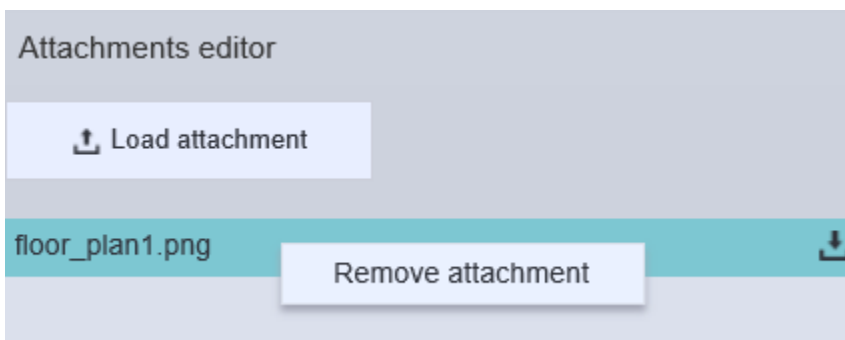 Attachments editor
Load attachment
floor_plan1.png
Remove attachment